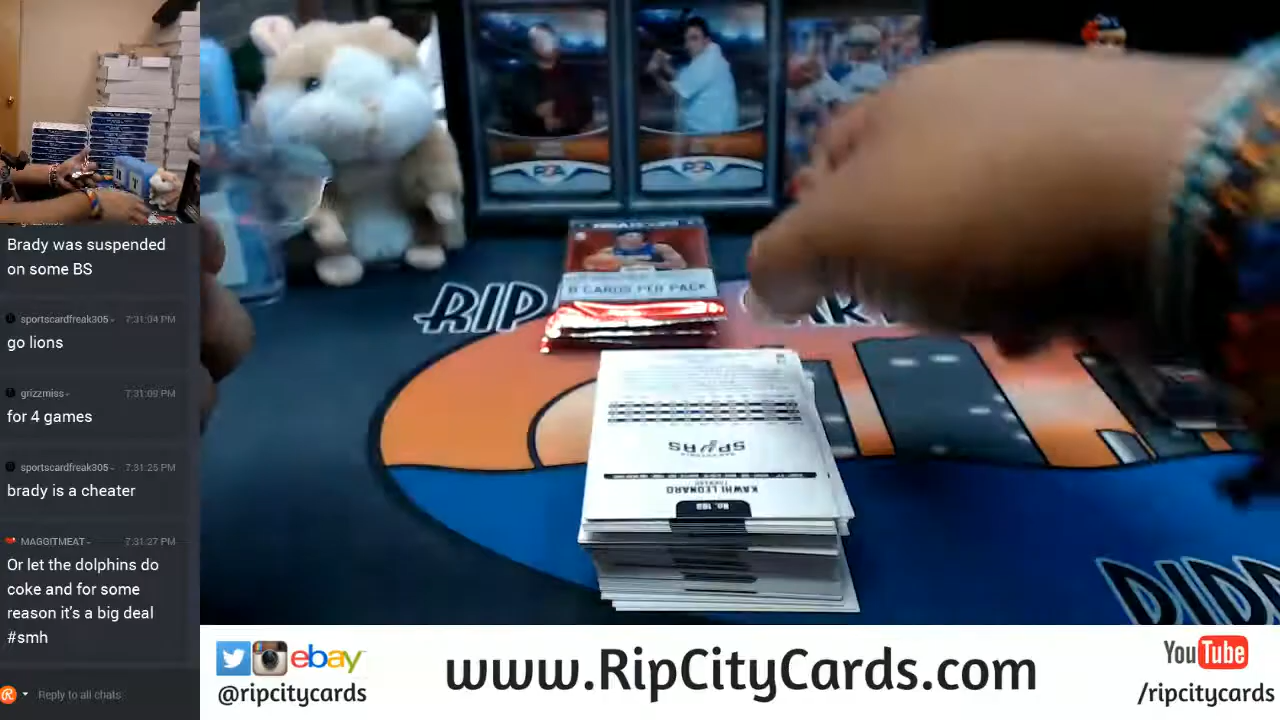 grizzmiss
Brady was suspended
on some BS
sportscardfreak305 7:31:04 PM
go lions
grizzmiss 7:31:09 PM
for 4 games
sportscardfreak305 7:31:25 PM
brady is a cheater
MAGGITMEAT 7:31:27 PM
Or let the dolphins do
coke and for some
reason it's a big deal
#smh
Reply to all chats
8 CARDS PER PACK
RIP
SPURS
KAWHI LEONARD
FORWARD
RIPP
ebay
@ripcitycards
www.RipCityCards.com
YouTube
/ripcitycards